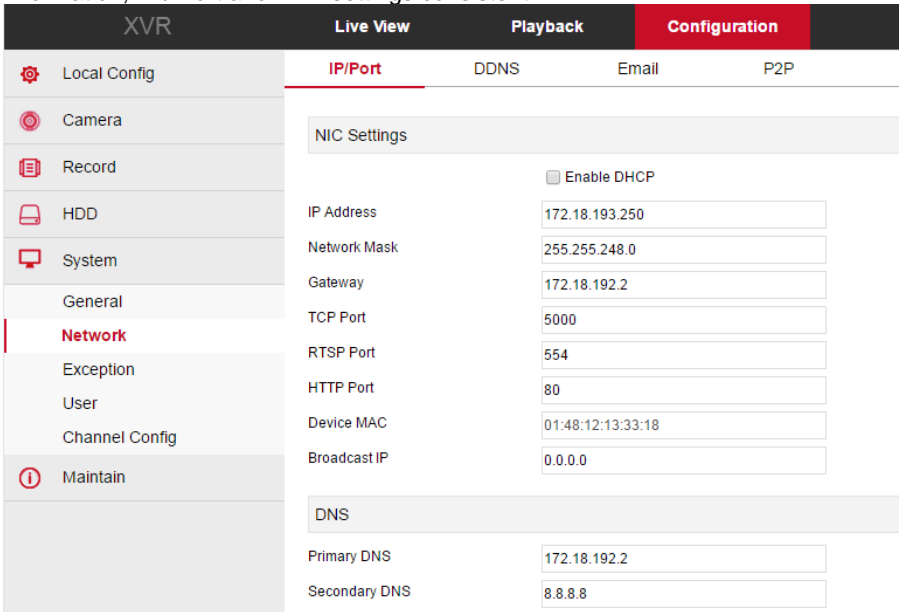 XVR
Live View Playback Configuration
Local Config
Camera
Record
HDD
System
General
Network
Exception
User
Channel Config
Maintain
IP/Port DDNS Email P2P
NIC Settings
Enable DHCP
IP Address 172.18.193.250
Network Mask 255.255.248.0
Gateway 172.18.192.2
TCP Port 5000
RTSP Port 554
HTTP Port 80
Device MAC 01:48:12:13:33:18
Broadcast IP 0.0.0.0
DNS
Primary DNS 172.18.192.2
Secondary DNS 8.8.8.8